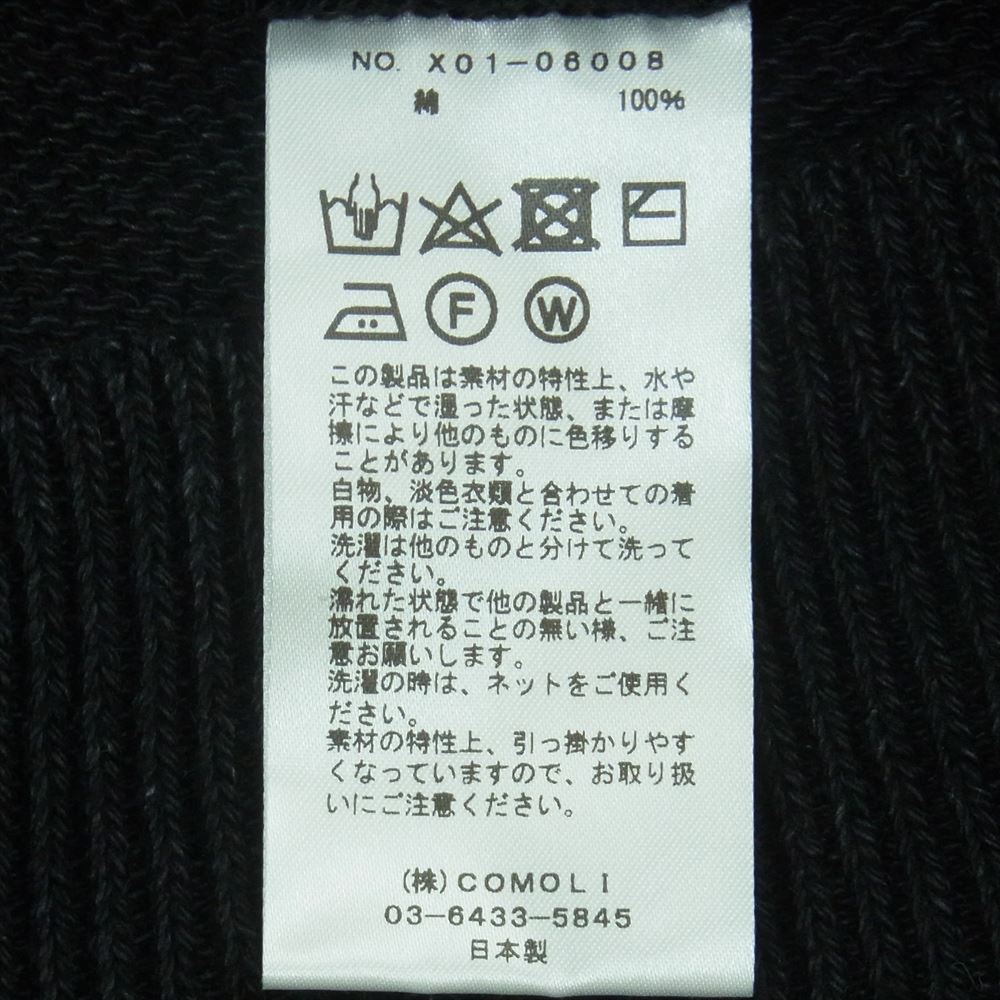 NO. X01-06008
綿 100%
F W
この製品は素材の特性上、水や
汗などで湿った状態、または摩
擦により他のものに色移りする
ことがあります。
白物、淡色衣類と合わせての着
用の際はご注意ください。
洗濯は他のものと分けて洗って
ください。
濡れた状態で他の製品と一緒に
放置されることの無い様、ご注
意お願いします。
洗濯の時は、ネットをご使用く
ださい。
素材の特性上、引っ掛かりやす
くなっていますので、お取り扱
いにご注意ください。
(株)COMOLI
03-6433-5845
日本製